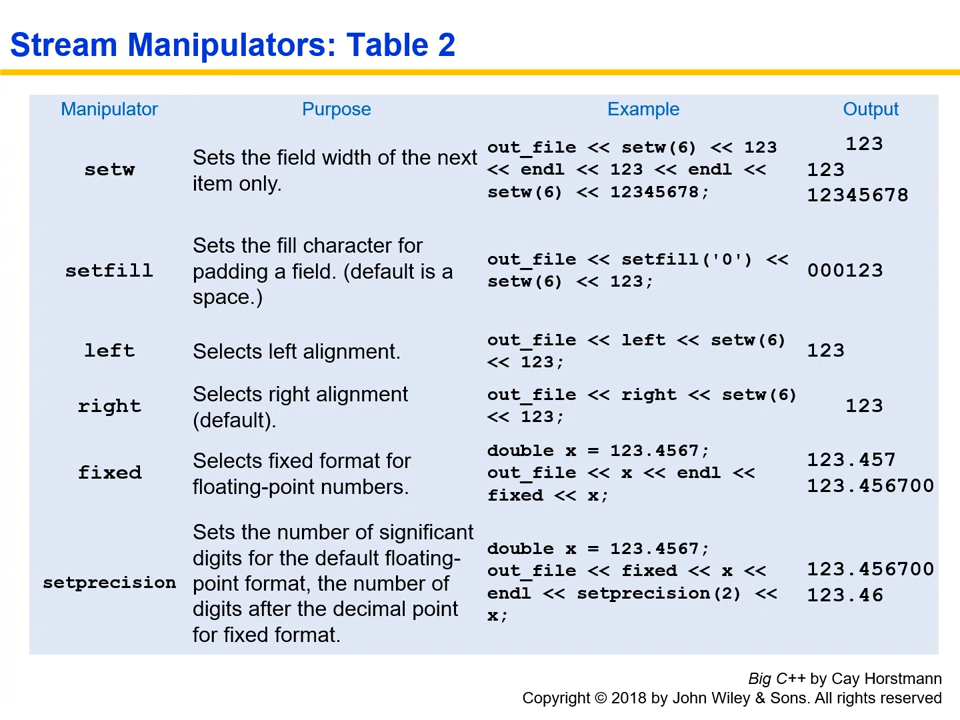 Stream Manipulators: Table 2
Manipulator Purpose Example Output
setw
Sets the field width of the next
item only.
out_file << setw(6) << 123
<< endl << 123 << endl <<
setw(6) << 12345678;
123
123
12345678
setfill
Sets the fill character for
padding a field. (default is a
space.)
out_file << setfill('0') <<
setw(6) << 123;
000123
left
Selects left alignment.
out_file << left << setw(6)
<< 123;
123
right
Selects right alignment
(default).
out_file << right << setw(6)
<< 123;
123
fixed
Selects fixed format for
floating-point numbers.
double x = 123.4567;
out_file << x << endl <<
fixed << x;
123.457
123.456700
setprecision
Sets the number of significant
digits for the default floating-
point format, the number of
digits after the decimal point
for fixed format.
double x = 123.4567;
out_file << fixed << x <<
endl << setprecision(2) <<
x;
123.456700
123.46
Big C++ by Cay Horstmann
Copyright © 2018 by John Wiley & Sons. All rights reserved